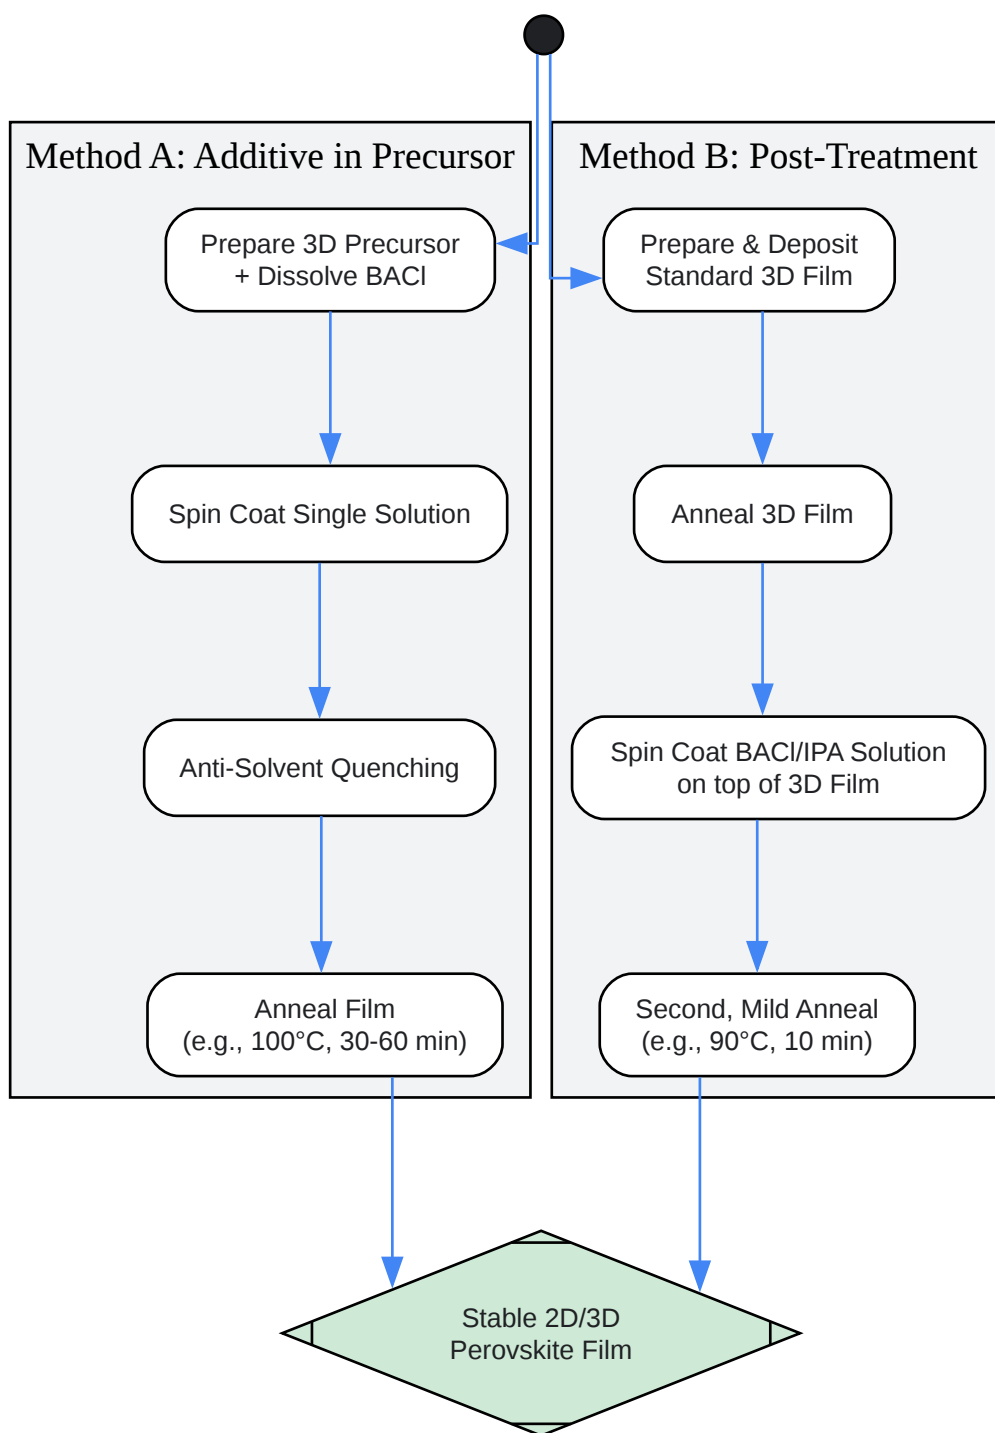 Method A: Additive in Precursor
Prepare 3D Precursor
+ Dissolve BACl
Spin Coat Single Solution
Anti-Solvent Quenching
Anneal Film
(e.g., 100°C, 30-60 min)
Method B: Post-Treatment
Prepare & Deposit
Standard 3D Film
Anneal 3D Film
Spin Coat BACl/IPA Solution
on top of 3D Film
Second, Mild Anneal
(e.g., 90°C, 10 min)
Stable 2D/3D
Perovskite Film